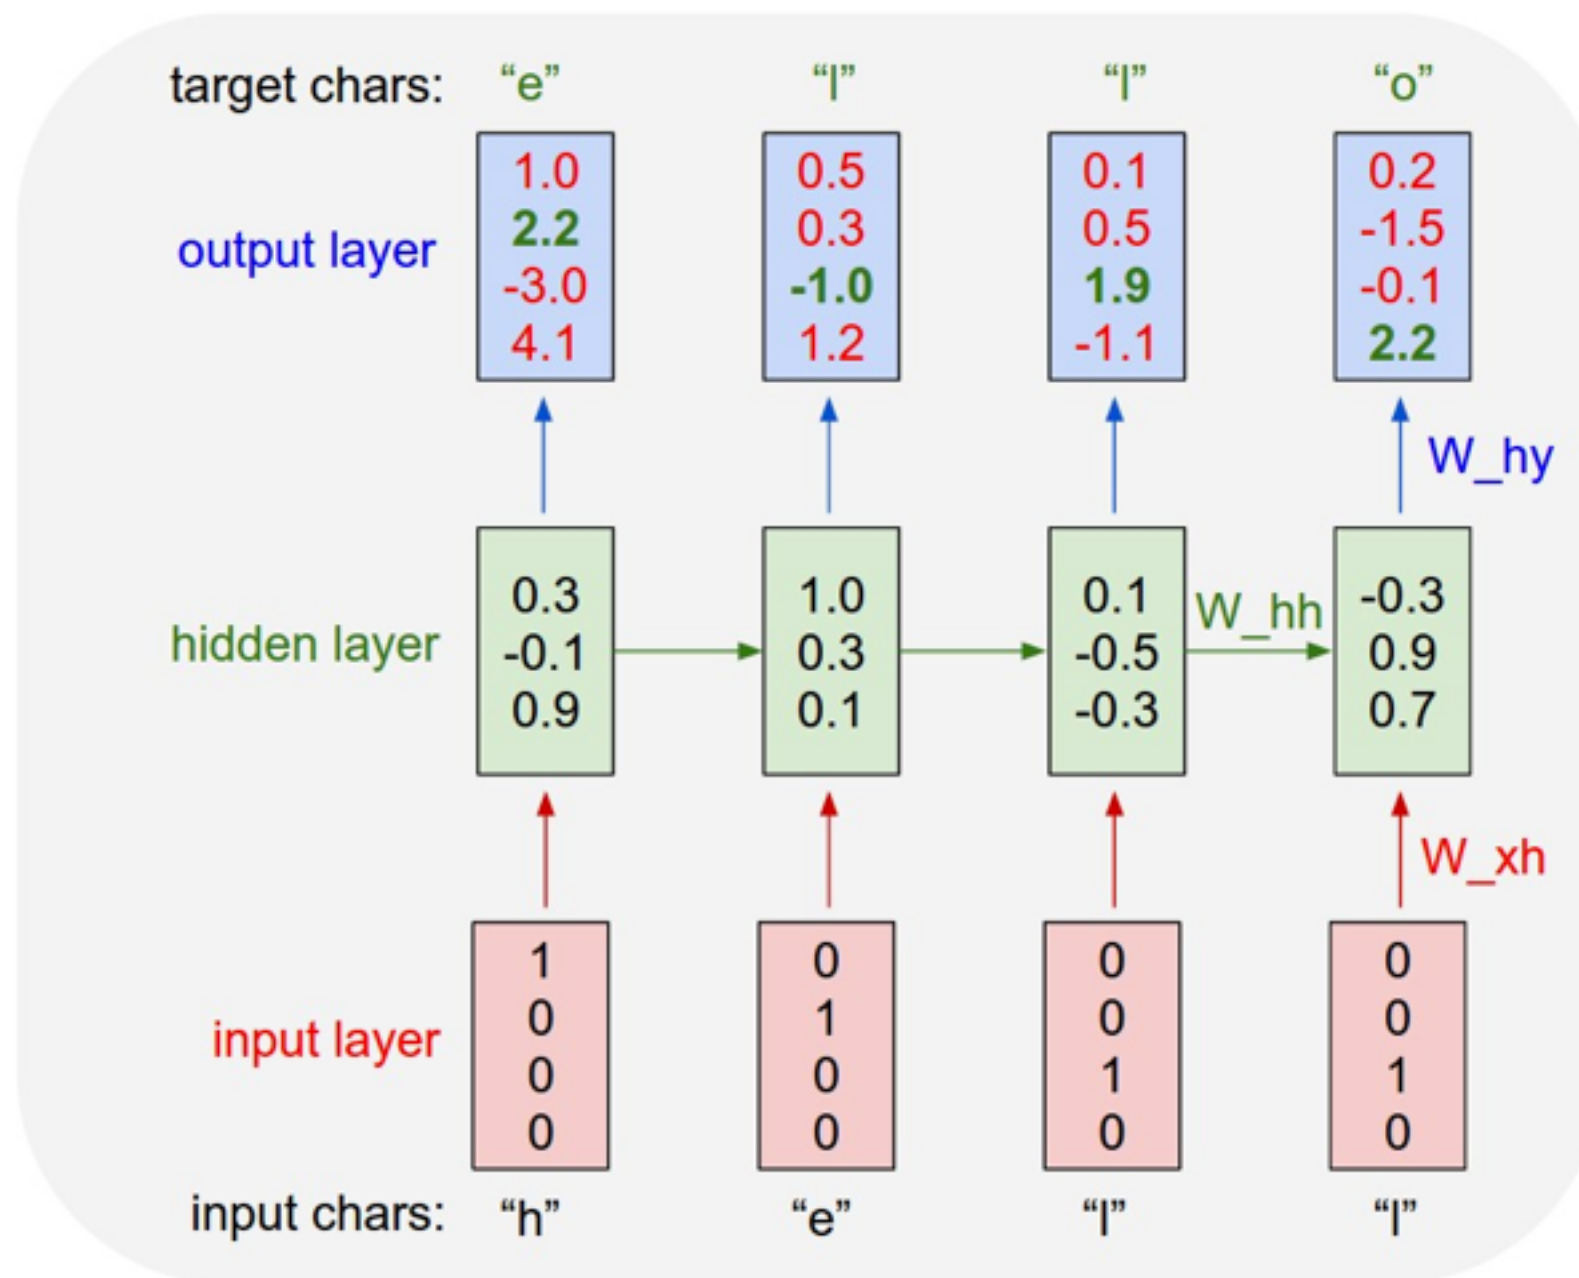 target chars: “e” “l” “l” “o”
1.0 0.5 0.1 0.2
2.2 0.3 0.5 -1.5
output layer
-3.0 -1.0 1.9 -0.1
4.1 1.2 -1.1 2.2
W_hy
0.3 1.0 0.1 -0.3
W_hh
hidden layer -0.1 0.3 -0.5 0.9
0.9 0.1 -0.3 0.7
W_xh
1 0 0 0
0 1 0 0
input layer
0 0 1 1
0 0 0 0
input chars: “h” “e” “l” “l”